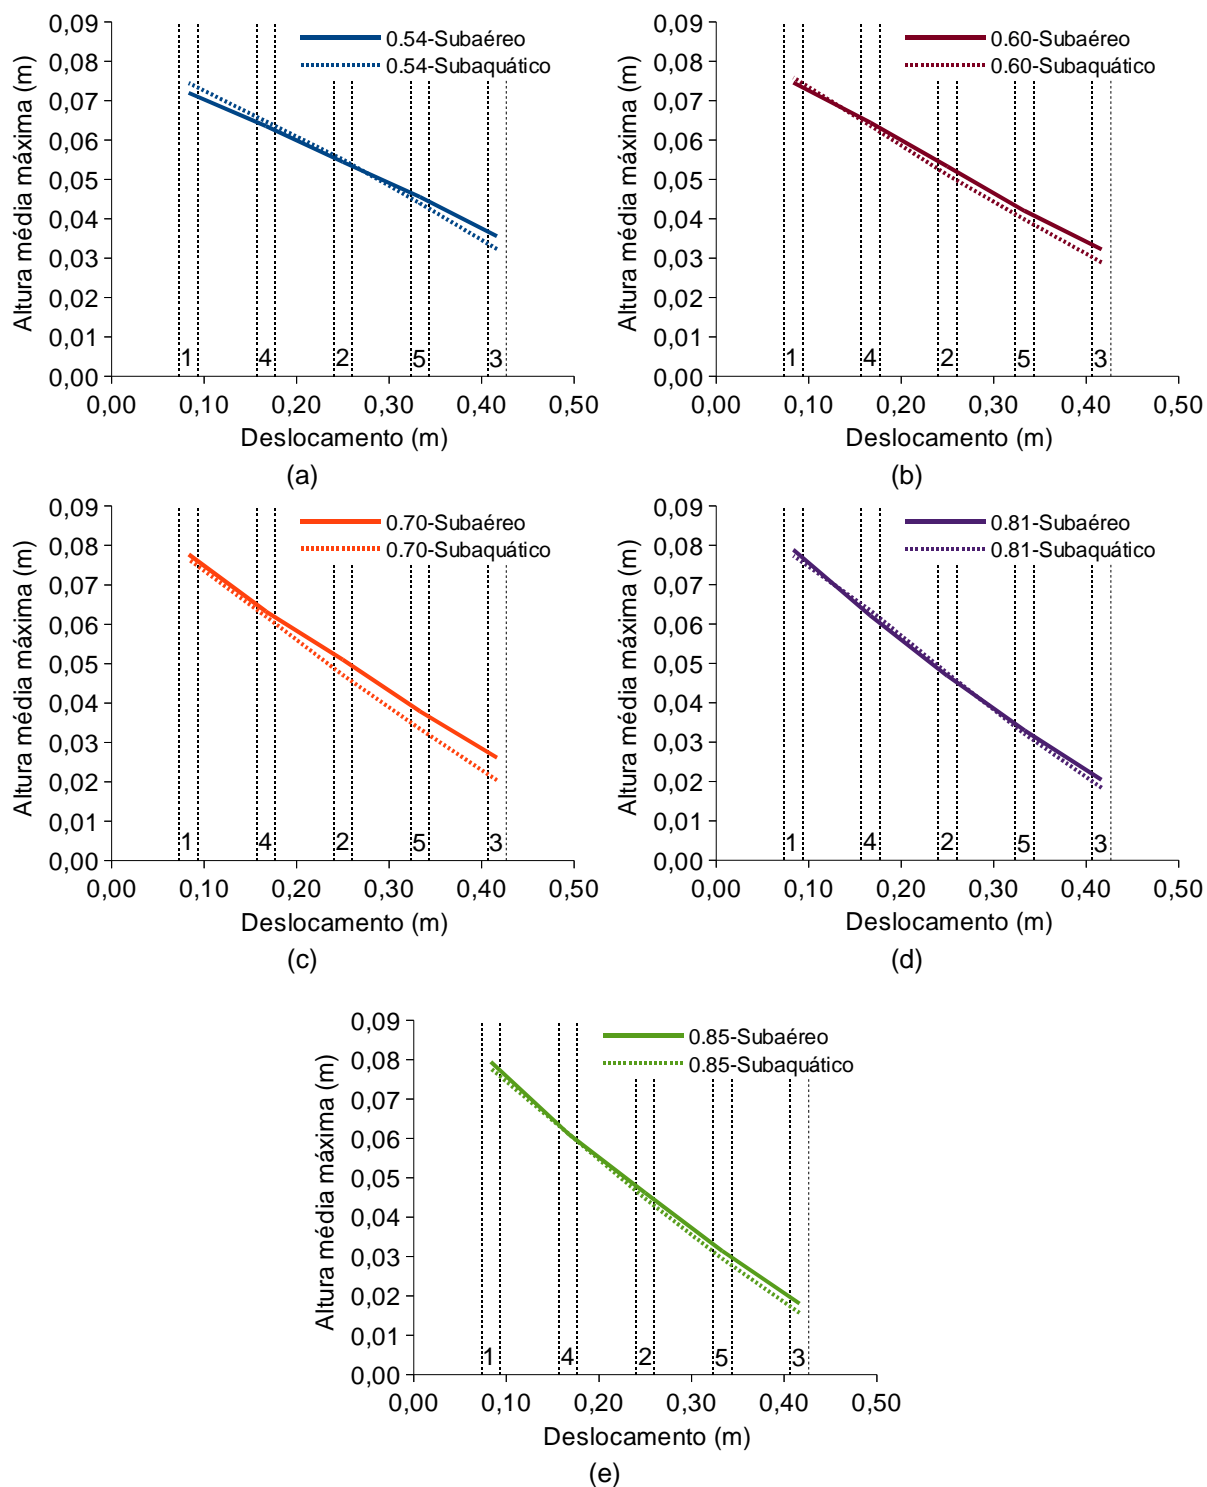 0,09
0,08
0,07
0,06
0,05
0,04
0,03
0,02
0,01
0,00
Altura média máxima (m)
0.54-Subaéreo
0.54-Subaquático
1 4 2 5 3
0,00 0,10 0,20 0,30 0,40 0,50
Deslocamento (m)
(a)
0,09
0,08
0,07
0,06
0,05
0,04
0,03
0,02
0,01
0,00
Altura média máxima (m)
0.60-Subaéreo
0.60-Subaquático
1 4 2 5 3
0,00 0,10 0,20 0,30 0,40 0,50
Deslocamento (m)
(b)
0,09
0,08
0,07
0,06
0,05
0,04
0,03
0,02
0,01
0,00
Altura média máxima (m)
0.70-Subaéreo
0.70-Subaquático
1 4 2 5 3
0,00 0,10 0,20 0,30 0,40 0,50
Deslocamento (m)
(c)
0,09
0,08
0,07
0,06
0,05
0,04
0,03
0,02
0,01
0,00
Altura média máxima (m)
0.81-Subaéreo
0.81-Subaquático
1 4 2 5 3
0,00 0,10 0,20 0,30 0,40 0,50
Deslocamento (m)
(d)
0,09
0,08
0,07
0,06
0,05
0,04
0,03
0,02
0,01
0,00
Altura média máxima (m)
0.85-Subaéreo
0.85-Subaquático
1 4 2 5 3
0,00 0,10 0,20 0,30 0,40 0,50
Deslocamento (m)
(e)